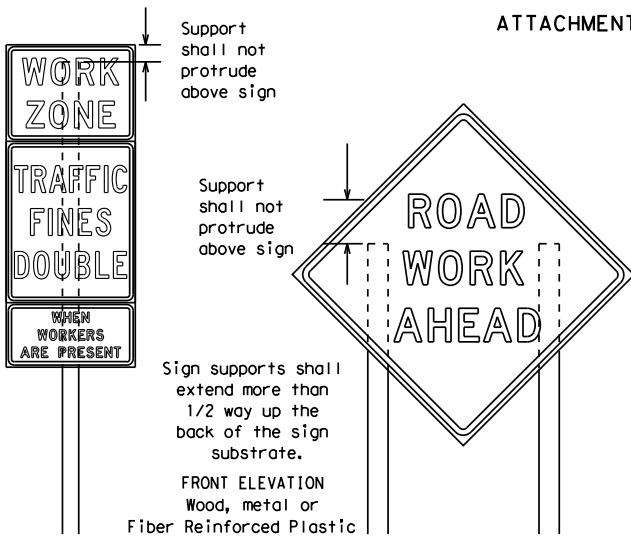 ATTACHMENT
Support
shall not
protrude
above sign
WORK
ZONE
TRAFFIC
FINES
DOUBLE
WHEN
WORKERS
ARE PRESENT
Support
shall not
protrude
above sign
ROAD
WORK
AHEAD
Sign supports shall
extend more than
1/2 way up the
back of the sign
substrate.
FRONT ELEVATION
Wood, metal or
Fiber Reinforced Plastic